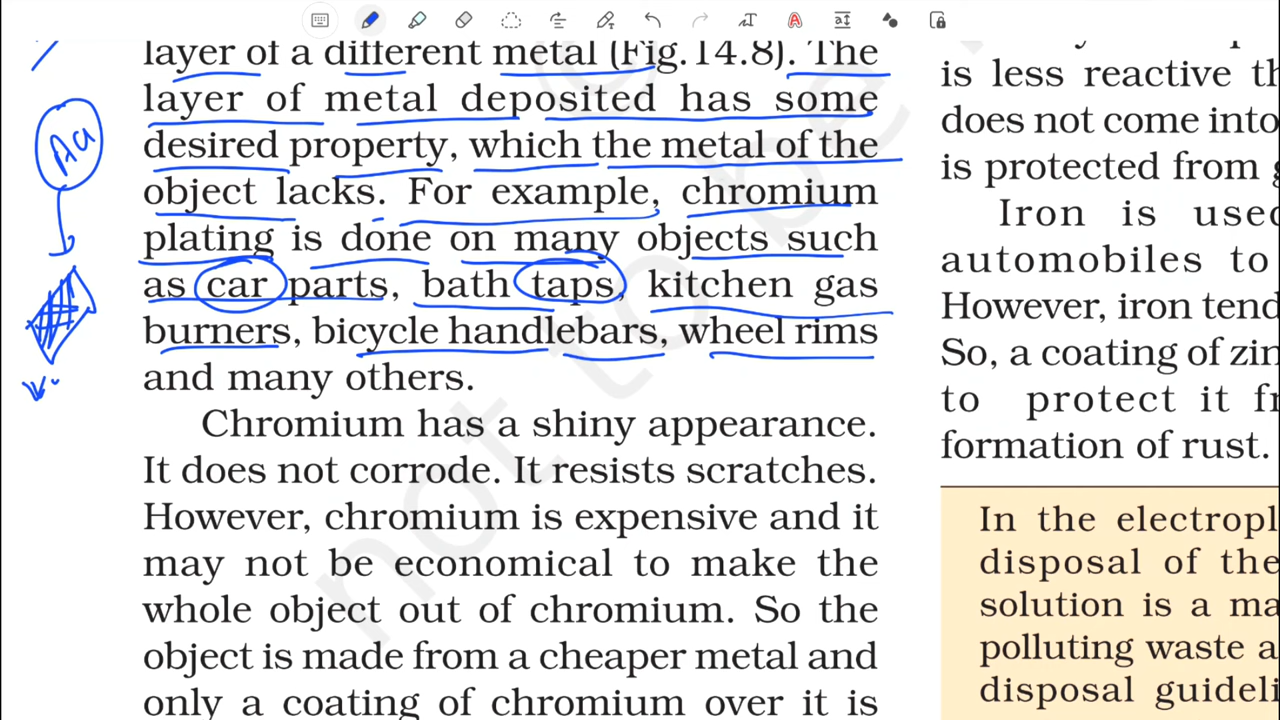 layer of a different metal (Fig.14.8). The
layer of metal deposited has some
desired property, which the metal of the
object lacks. For example, chromium
plating is done on many objects such
as car parts, bath taps, kitchen gas
burners, bicycle handlebars, wheel rims
and many others.
Chromium has a shiny appearance.
It does not corrode. It resists scratches.
However, chromium is expensive and it
may not be economical to make the
whole object out of chromium. So the
object is made from a cheaper metal and
only a coating of chromium over it is
is less reactive th
does not come into
is protected from g
Iron is used
automobiles to
However, iron tend
So, a coating of zin
to protect it fr
formation of rust.
In the electropl
disposal of the
solution is a ma
polluting waste a
disposal guideli
Au
not to be